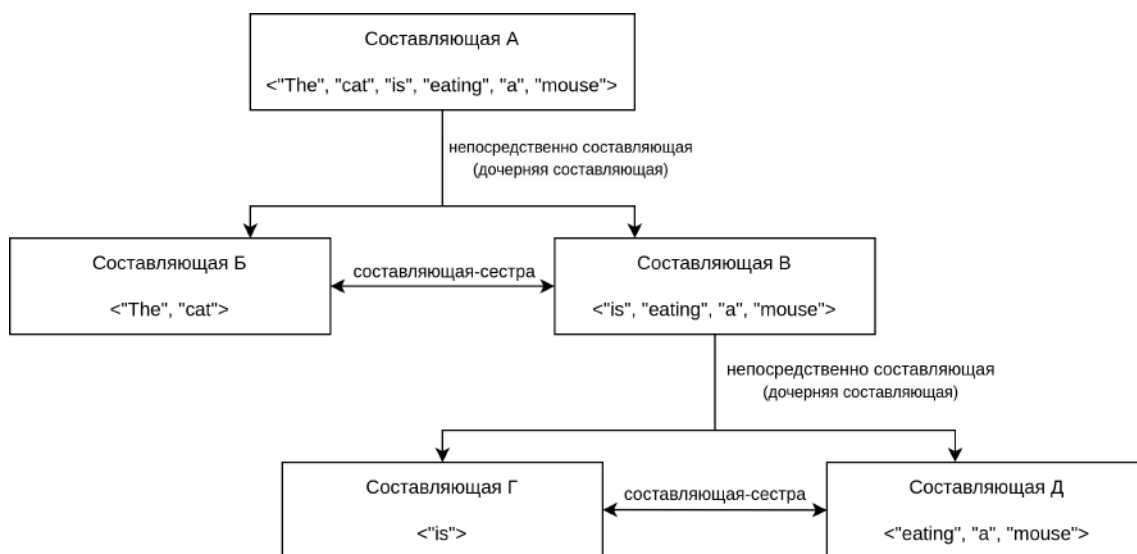 Составляющая А
<"The", "cat", "is", "eating", "a", "mouse">
непосредственно составляющая
(дочерняя составляющая)
Составляющая Б
<"The", "cat">
составляющая-сестра
Составляющая В
<"is", "eating", "a", "mouse">
непосредственно составляющая
(дочерняя составляющая)
Составляющая Г
<"is">
составляющая-сестра
Составляющая Д
<"eating", "a", "mouse">